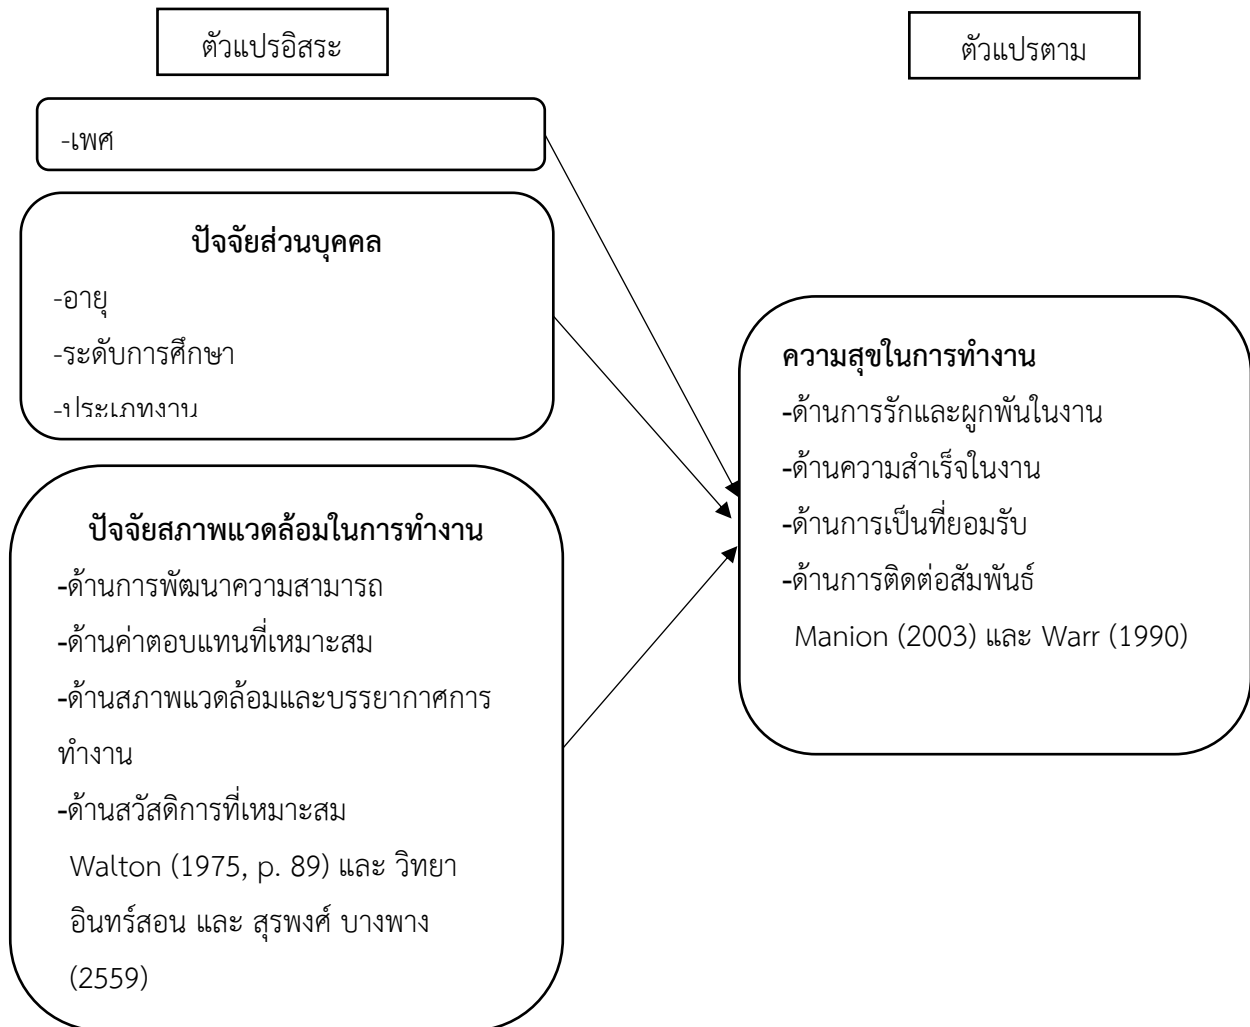 ตัวแปรอิสระ
ตัวแปรตาม
-เพศ
ปัจจัยส่วนบุคคล
-อายุ
-ระดับการศึกษา
-ประเภทงาน
ปัจจัยสภาพแวดล้อมในการทำงาน
-ด้านการพัฒนาความสามารถ
-ด้านค่าตอบแทนที่เหมาะสม
-ด้านสภาพแวดล้อมและบรรยากาศการ
ทำงาน
-ด้านสวัสดิการที่เหมาะสม
Walton (1975, p. 89) และ วิทยา
อินทร์สอน และ สุรพงศ์ บางพาง
(2559)
ความสุขในการทำงาน
-ด้านการรักและผูกพันในงาน
-ด้านความสำเร็จในงาน
-ด้านการเป็นที่ยอมรับ
-ด้านการติดต่อสัมพันธ์
Manion (2003) และ Warr (1990)